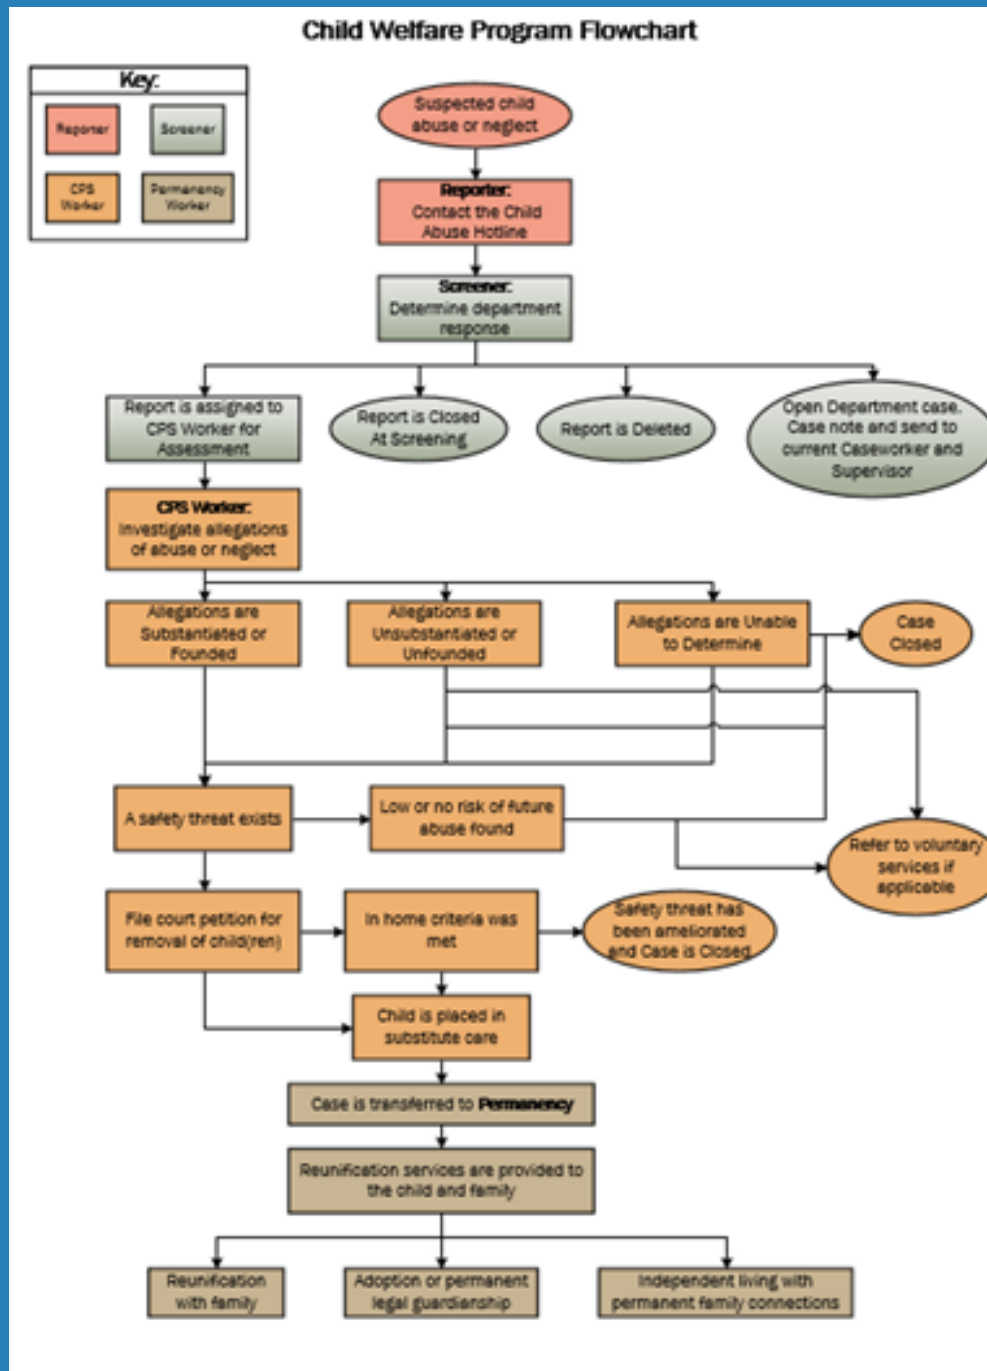 Child Welfare Program Flowchart
Key:
Reporter
Screener
CPS
Worker
Permanency
Worker
Suspected child
abuse or neglect
Reporter:
Contact the Child
Abuse Hotline
Screener:
Determine department
response
Report is assigned to
CPS Worker for
Assessment
Report is Closed
At Screening
Report is Deleted
Open Department case.
Case note and send to
current Caseworker and
Supervisor
CPS Worker:
Investigate allegations
of abuse or neglect
Allegations are
Substantiated or
Founded
Allegations are
Unsubstantiated or
Unfounded
Allegations are Unable
to Determine
Case
Closed
A safety threat exists
Low or no risk of future
abuse found
Refer to voluntary
services if
applicable
File court petition for
removal of child(ren)
In home criteria was
met
Safety threat has
been ameliorated
and Case is Closed
Child is placed in
substitute care
Case is transferred to Permanency
Reunification services are provided to
the child and family
Reunification
with family
Adoption or permanent
legal guardianship
Independent living with
permanent family connections